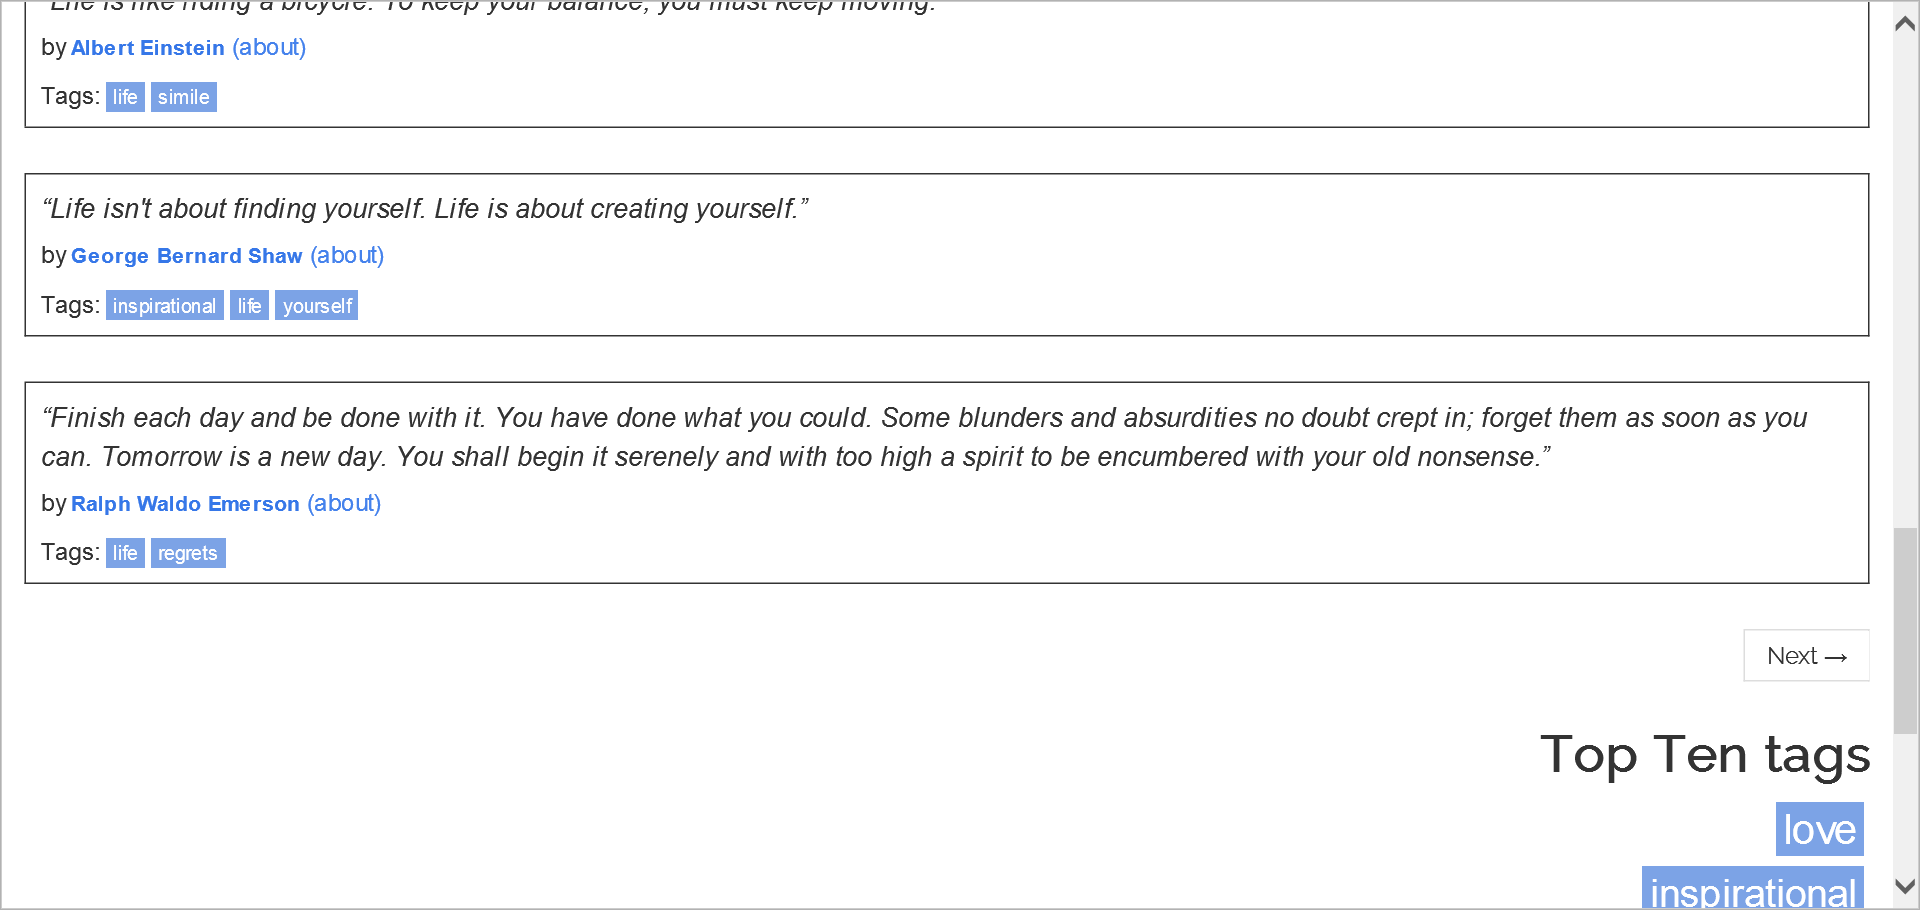 “Life is like riding a bicycle. To keep your balance, you must keep moving.
by Albert Einstein (about)
Tags: life simile
“Life isn't about finding yourself. Life is about creating yourself.”
by George Bernard Shaw (about)
Tags: inspirational life yourself
“Finish each day and be done with it. You have done what you could. Some blunders and absurdities no doubt crept in; forget them as soon as you
can. Tomorrow is a new day. You shall begin it serenely and with too high a spirit to be encumbered with your old nonsense.”
by Ralph Waldo Emerson (about)
Tags: life regrets
Next →
Top Ten tags
love
inspirational